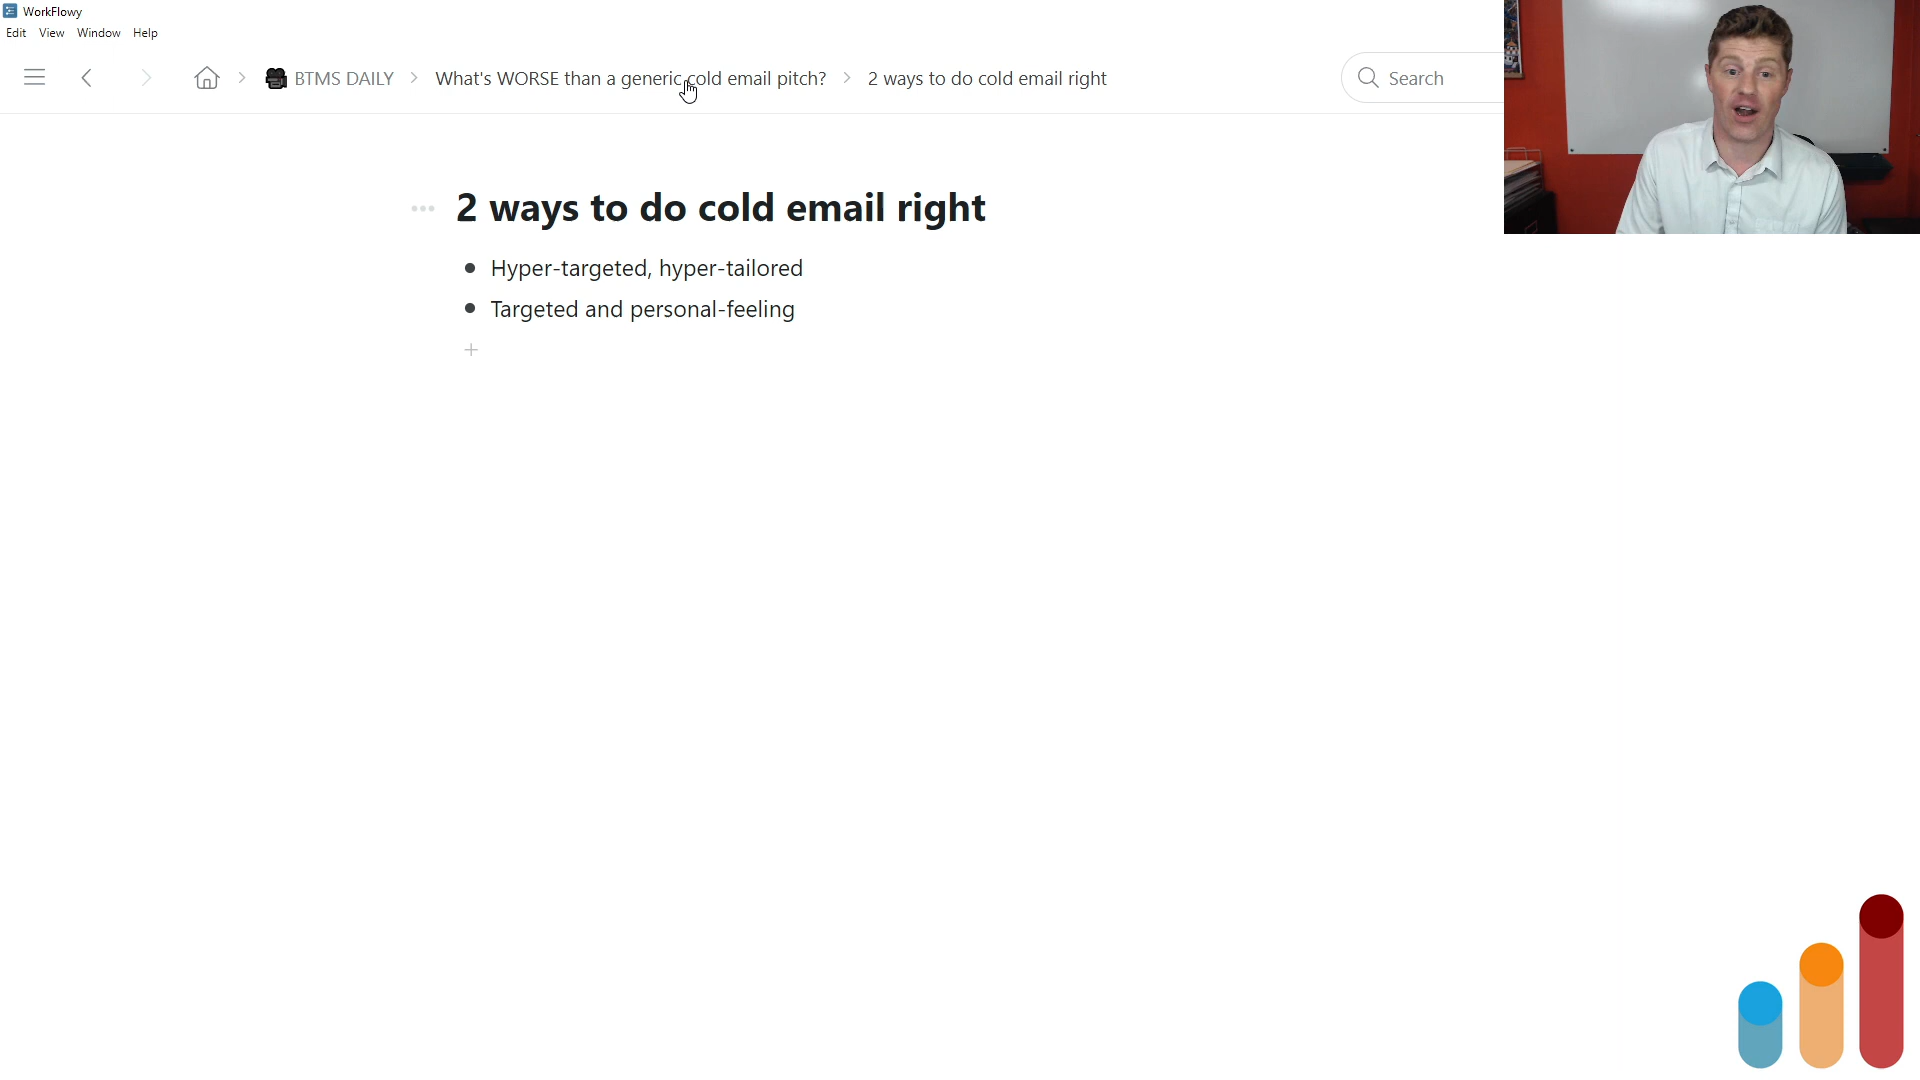 WorkFlowy
Edit View Window Help
BTMS DAILY > What's WORSE than a generic cold email pitch? > 2 ways to do cold email right
Search
2 ways to do cold email right
Hyper-targeted, hyper-tailored
Targeted and personal-feeling